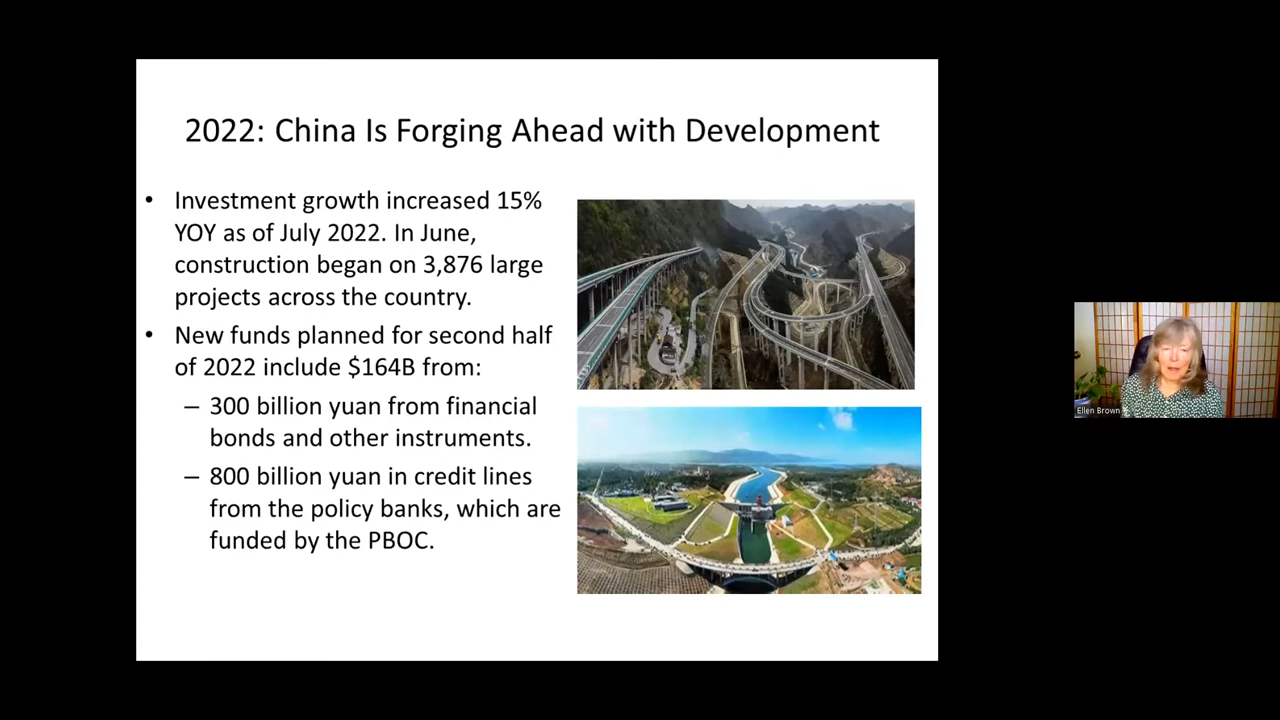 2022: China Is Forging Ahead with Development
• Investment growth increased 15%
YOY as of July 2022. In June,
construction began on 3,876 large
projects across the country.
• New funds planned for second half
of 2022 include $164B from:
– 300 billion yuan from financial
bonds and other instruments.
– 800 billion yuan in credit lines
from the policy banks, which are
funded by the PBOC.
Ellen Brown